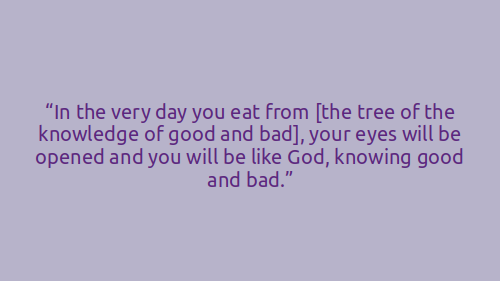 “In the very day you eat from [the tree of the
knowledge of good and bad], your eyes will be
opened and you will be like God, knowing good
and bad.”